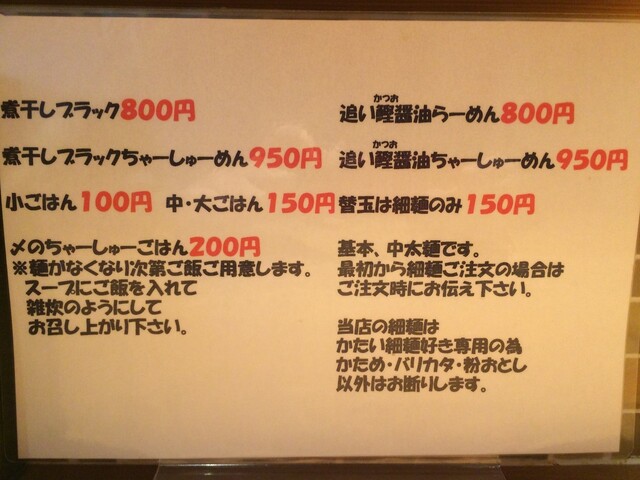 煮干しブラック800円
煮干しブラックちゃーしゅーめん950円
小ごはん100円 中・大ごはん150円
〆のちゃーしゅーごはん200円
※麺がなくなり次第ご飯ご用意します。
スープにご飯を入れて
雑炊のようにして
お召し上がり下さい。
かつお
追い鰹醤油らーめん800円
かつお
追い鰹醤油ちゃーしゅーめん950円
替玉は細麺のみ150円
基本、中太麺です。
最初から細麺ご注文の場合は
ご注文時にお伝え下さい。
当店の細麺は
かたい細麺好き専用の為
かため・バリカタ・粉おとし
以外はお断りします。